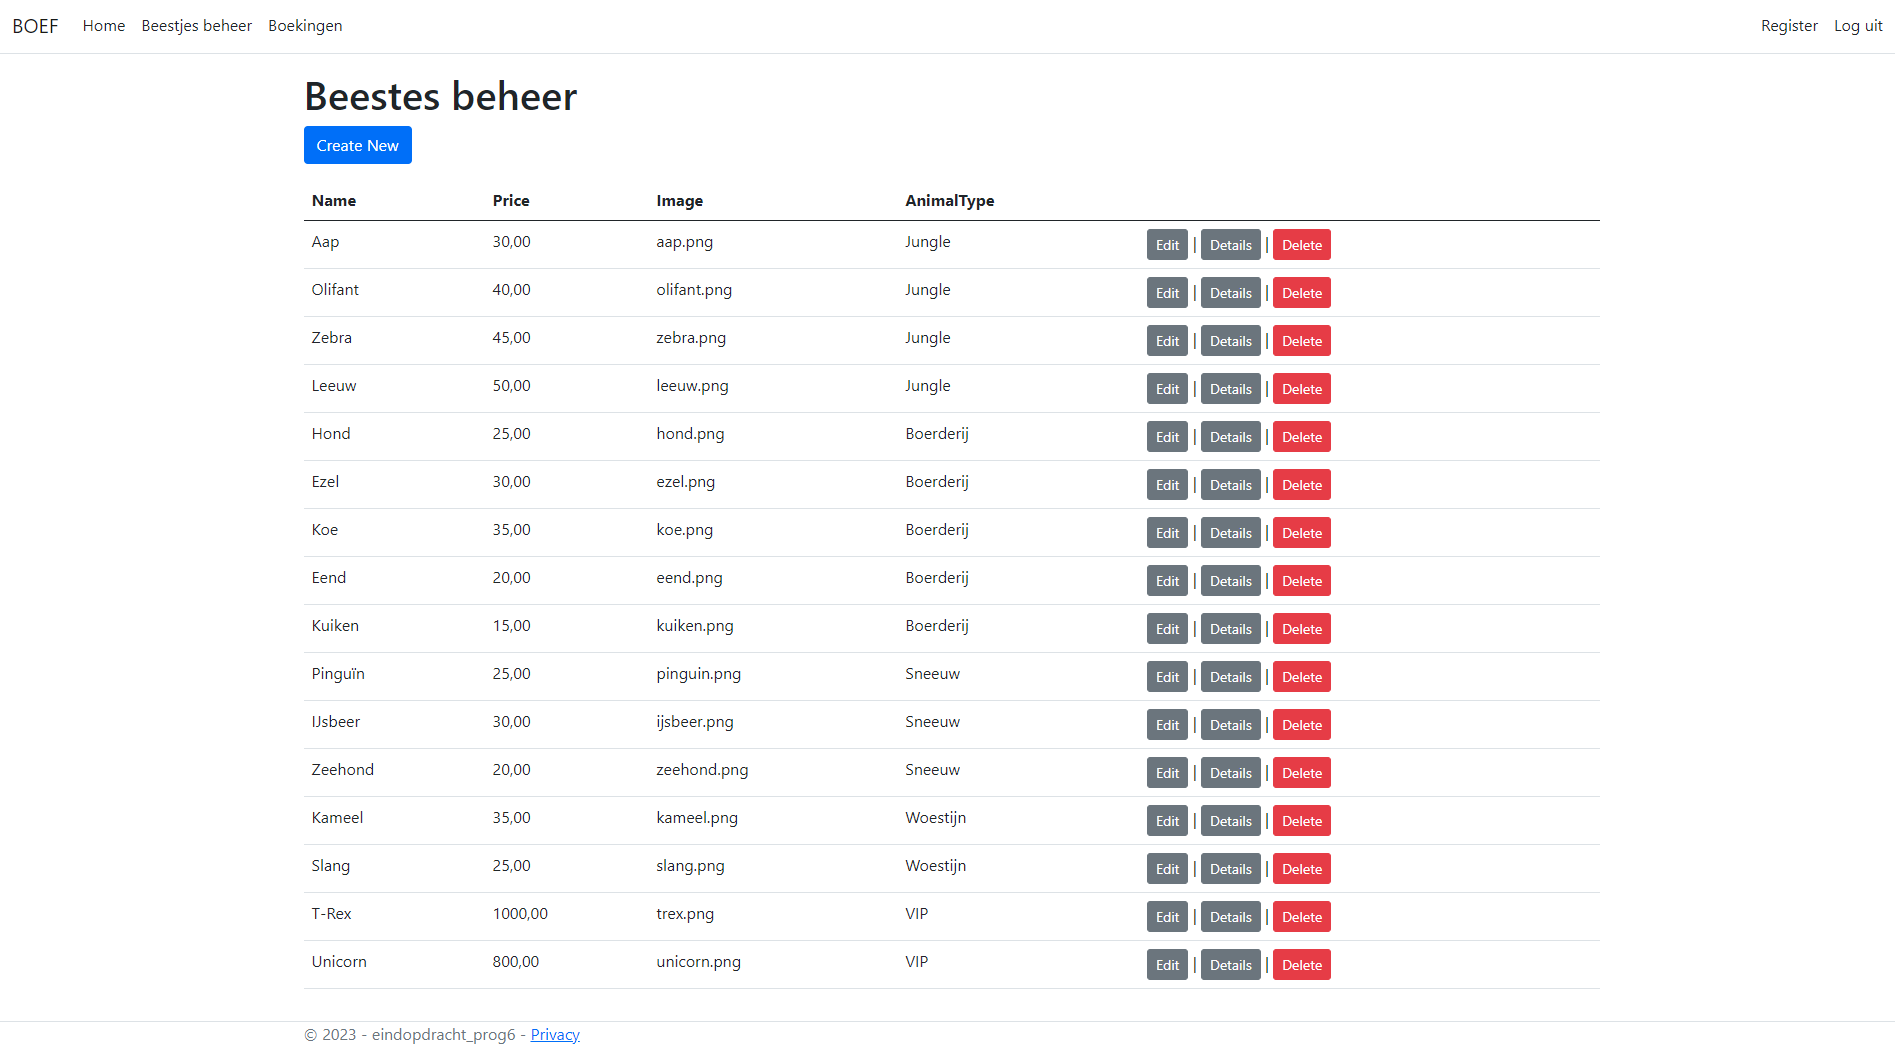 BOEF Home Beestjes beheer Boekingen Register Log uit
Beestes beheer
Create New
Name Price Image AnimalType
Aap 30,00 aap.png Jungle Edit | Details | Delete
Olifant 40,00 olifant.png Jungle Edit | Details | Delete
Zebra 45,00 zebra.png Jungle Edit | Details | Delete
Leeuw 50,00 leeuw.png Jungle Edit | Details | Delete
Hond 25,00 hond.png Boerderij Edit | Details | Delete
Ezel 30,00 ezel.png Boerderij Edit | Details | Delete
Koe 35,00 koe.png Boerderij Edit | Details | Delete
Eend 20,00 eend.png Boerderij Edit | Details | Delete
Kuiken 15,00 kuiken.png Boerderij Edit | Details | Delete
Pinguïn 25,00 pinguin.png Sneeuw Edit | Details | Delete
IJsbeer 30,00 ijsbeer.png Sneeuw Edit | Details | Delete
Zeehond 20,00 zeehond.png Sneeuw Edit | Details | Delete
Kameel 35,00 kameel.png Woestijn Edit | Details | Delete
Slang 25,00 slang.png Woestijn Edit | Details | Delete
T-Rex 1000,00 trex.png VIP Edit | Details | Delete
Unicorn 800,00 unicorn.png VIP Edit | Details | Delete
© 2023 - eindopdracht_prog6 - Privacy